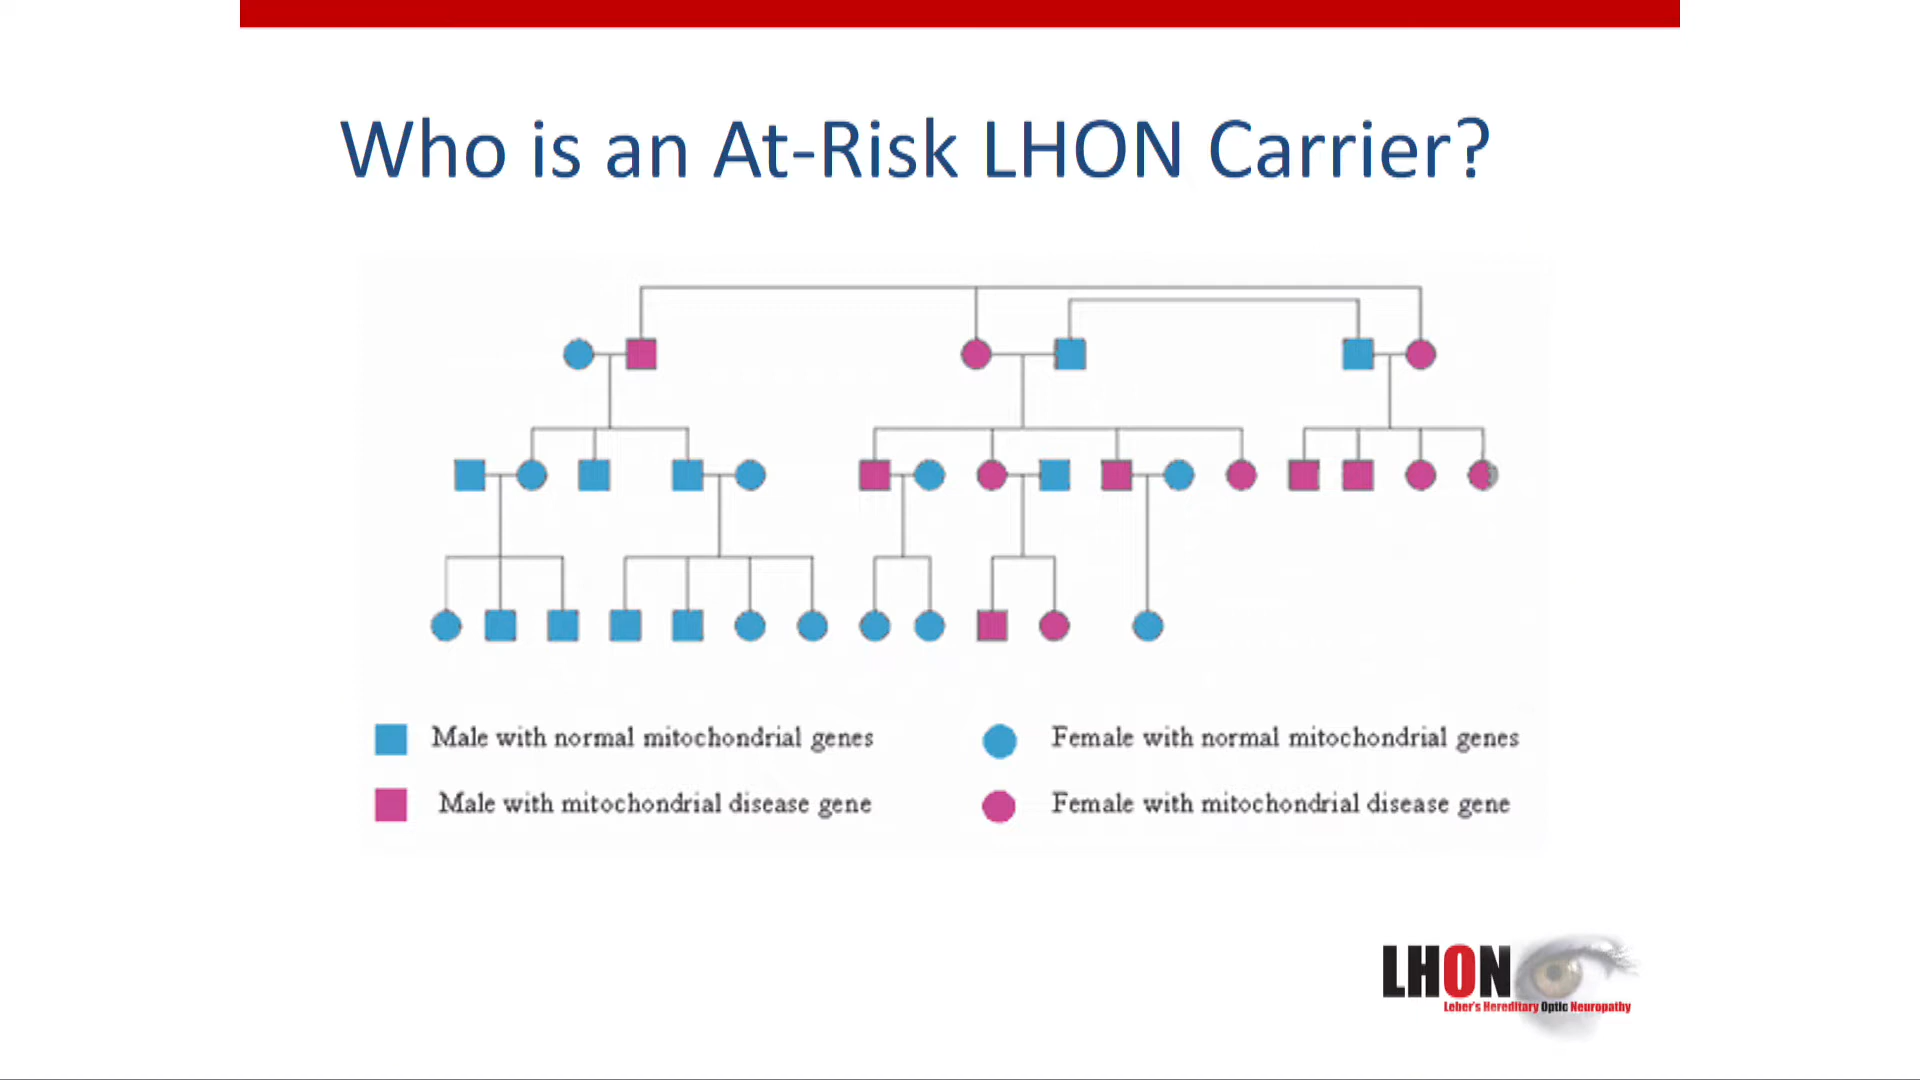 Who is an At-Risk LHON Carrier?
Male with normal mitochondrial genes
Female with normal mitochondrial genes
Male with mitochondrial disease gene
Female with mitochondrial disease gene
LHON
Leber's Hereditary Optic Neuropathy